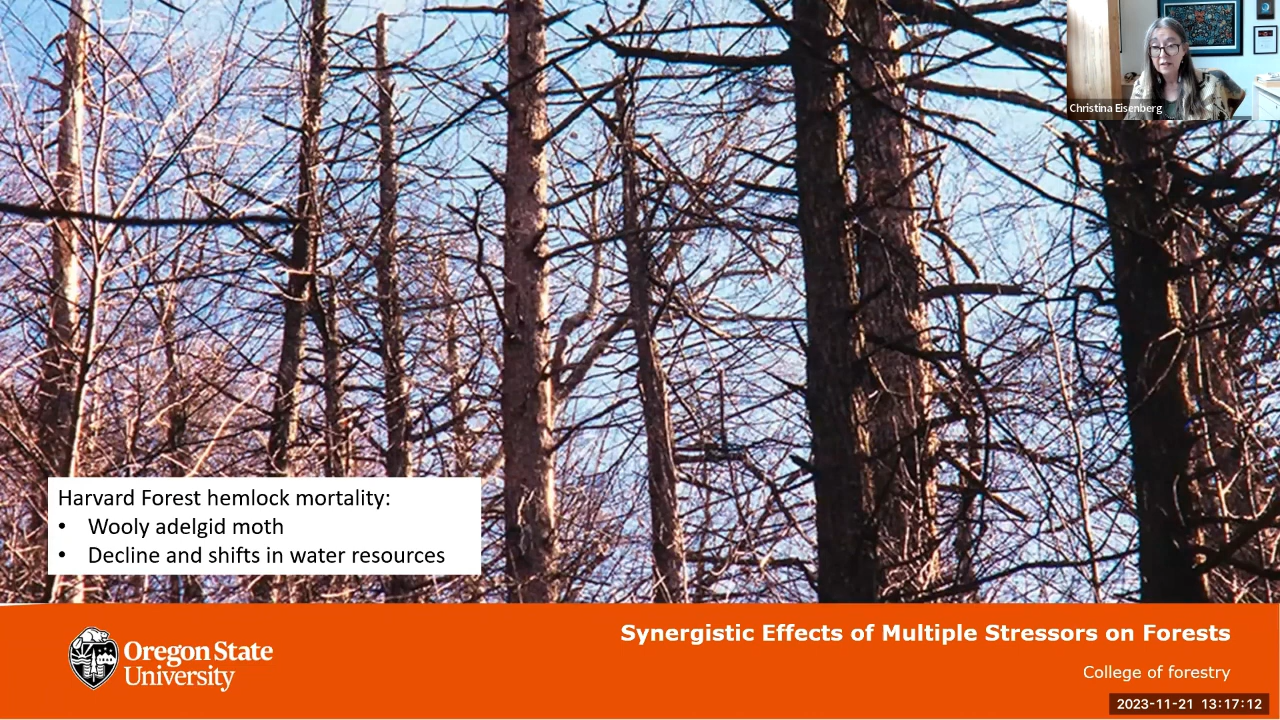 Christina Eisenberg
Harvard Forest hemlock mortality:
• Wooly adelgid moth
• Decline and shifts in water resources
Synergistic Effects of Multiple Stressors on Forests
Oregon State
University
College of forestry
2023-11-21 13:17:12